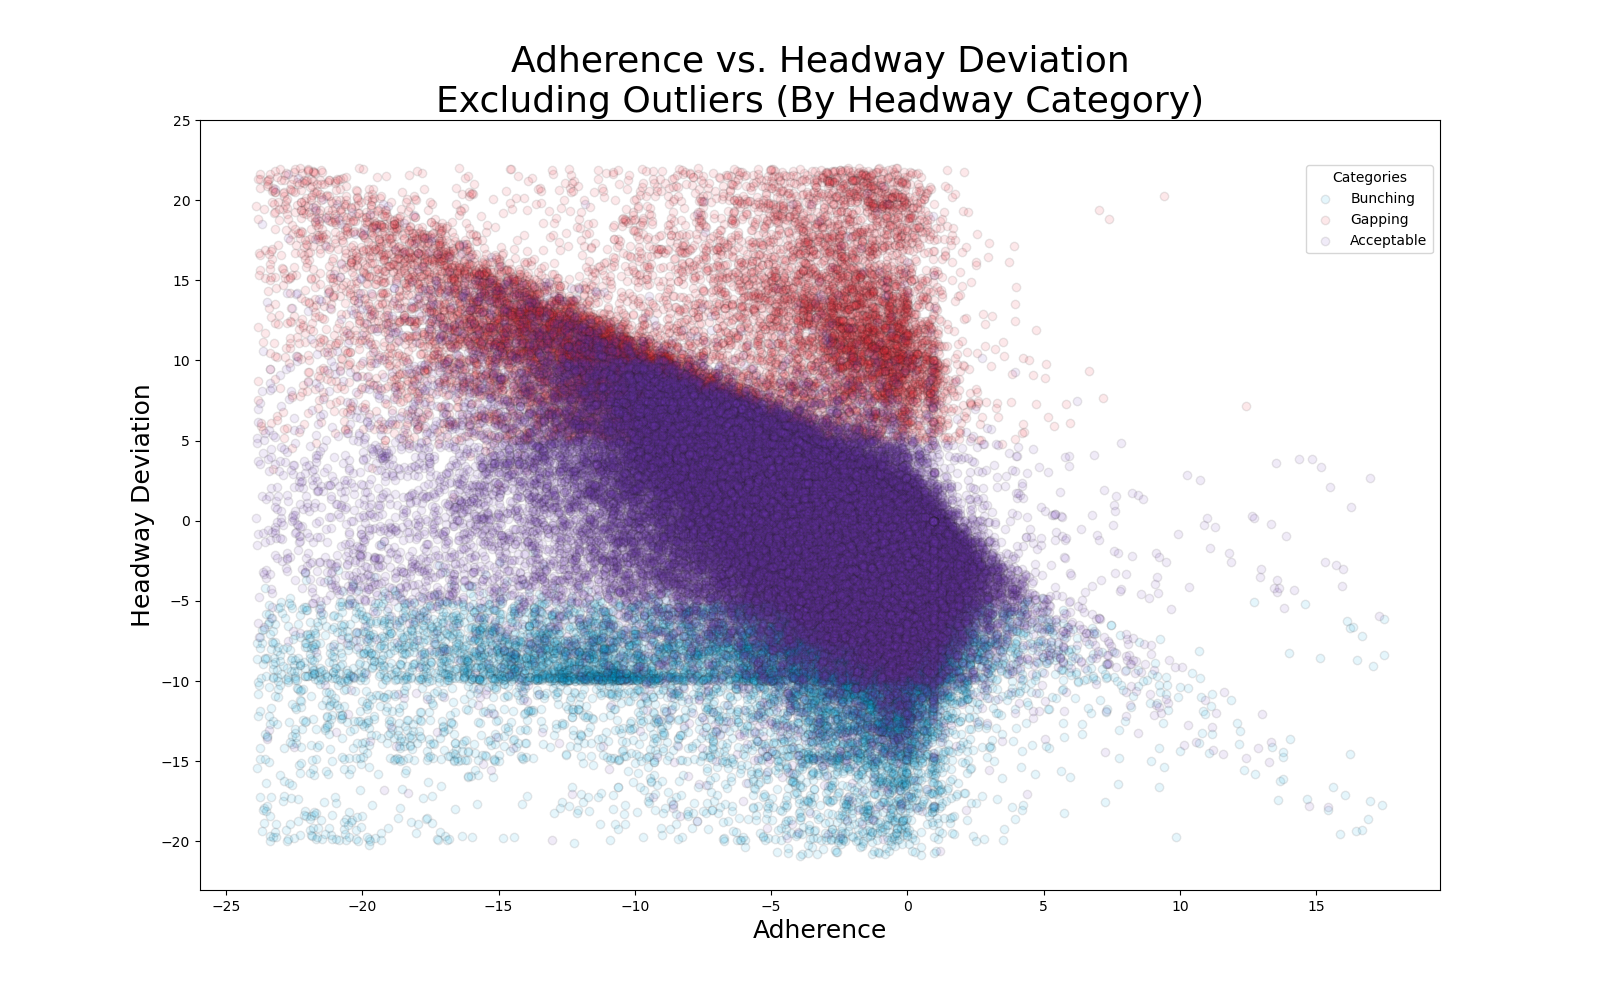 Adherence vs. Headway Deviation
Excluding Outliers (By Headway Category)
25
20
15
10
5
0
−5
−10
−15
−20
Headway Deviation
Categories
Bunching
Gapping
Acceptable
−25 −20 −15 −10 −5 0 5 10 15
Adherence